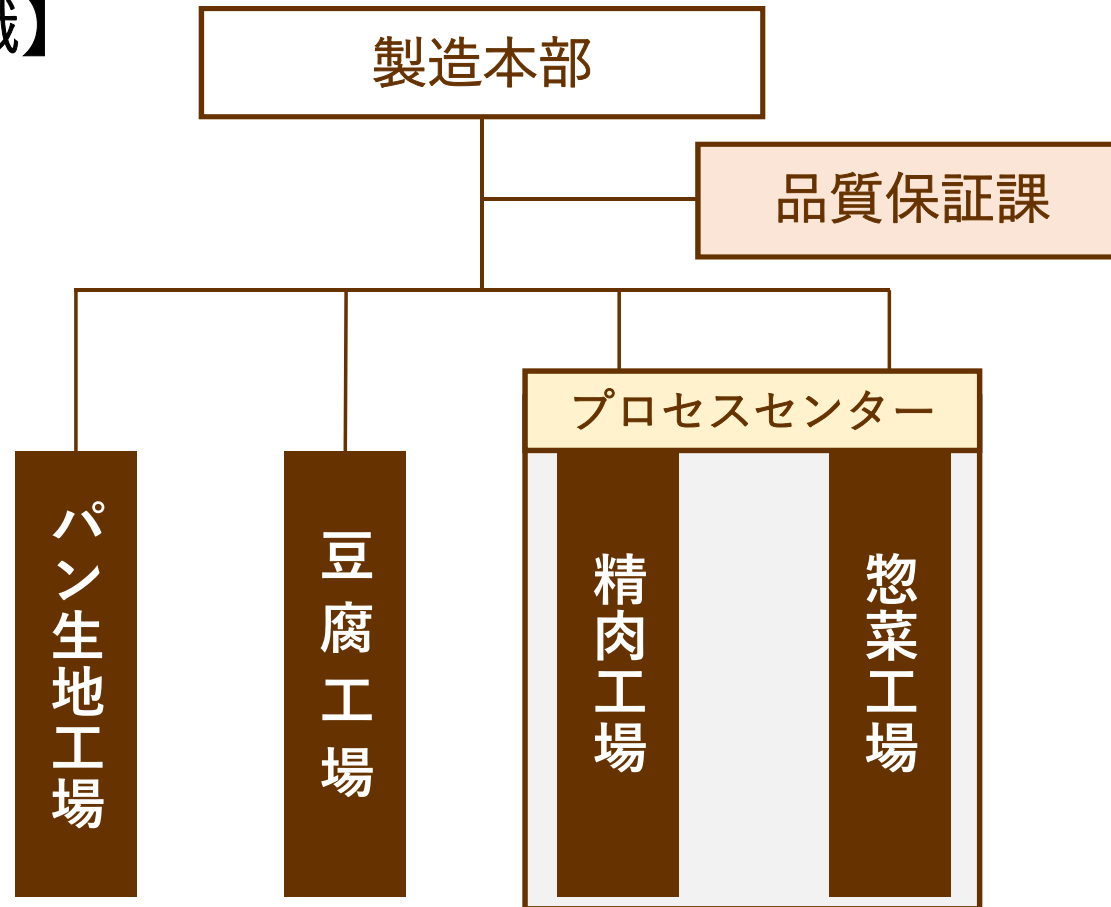 】
製造本部
品質保証課
プロセスセンター
パン生地工場
豆腐工場
精肉工場
惣菜工場